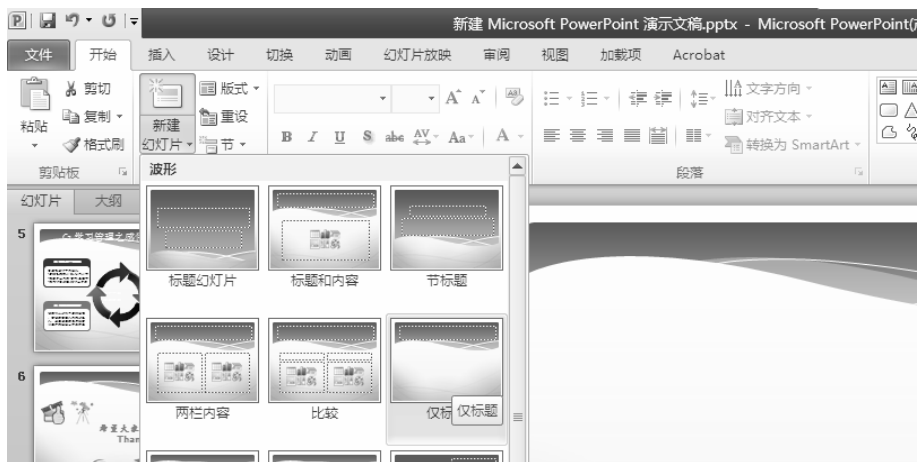 新建 Microsoft PowerPoint 演示文稿.pptx - Microsoft PowerPoint(
文件 开始 插入 设计 切换 动画 幻灯片放映 审阅 视图 加载项 Acrobat
粘贴
剪切
复制
格式刷
新建
幻灯片
版式
重设
节
B I U S abc AV Aa A
文字方向
对齐文本
转换为 SmartArt
剪贴板
段落
幻灯片 大纲
波形
标题幻灯片 标题和内容 节标题
两栏内容 比较 仅标 仅标题
5
6